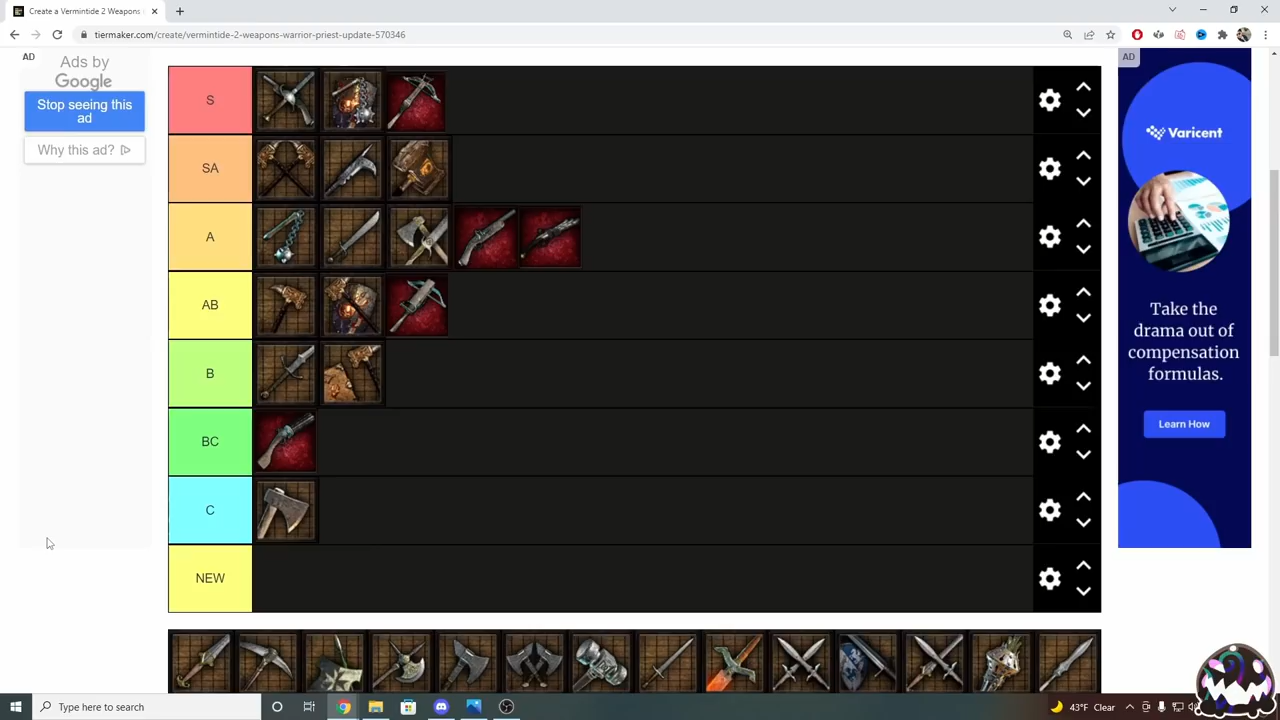 Create a Vermintide 2 Weapons
tiermaker.com/create/vermintide-2-weapons-warrior-priest-update-570346
AD
Ads by
Google
Stop seeing this
ad
Why this ad?
S
SA
A
AB
B
BC
C
NEW
AD
Varicent
Take the
drama out of
compensation
formulas.
Learn How
Type here to search
43°F Clear